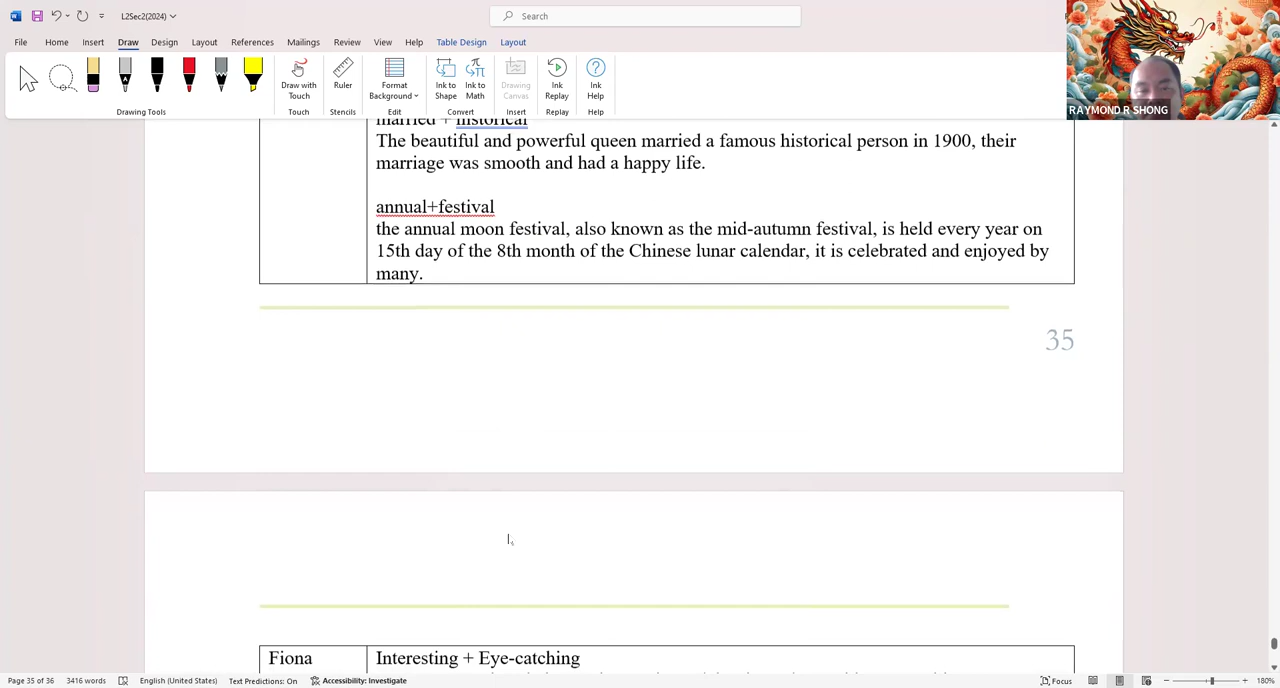 L2Sec2(2024)
Search
File Home Insert Draw Design Layout References Mailings Review View Help Table Design Layout
Draw with Touch
Ruler
Format Background
Ink to Shape
Ink to Math
Drawing Canvas
Ink Replay
Ink Help
Drawing Tools Touch Stencils Edit Convert Insert Replay Help
RAYMOND R SHONG
married + historical
The beautiful and powerful queen married a famous historical person in 1900, their
marriage was smooth and had a happy life.
annual+festival
the annual moon festival, also known as the mid-autumn festival, is held every year on
15th day of the 8th month of the Chinese lunar calendar, it is celebrated and enjoyed by
many.
35
Fiona Interesting + Eye-catching
Page 35 of 36 3416 words English (United States) Text Predictions: On Accessibility: Investigate Focus 180%